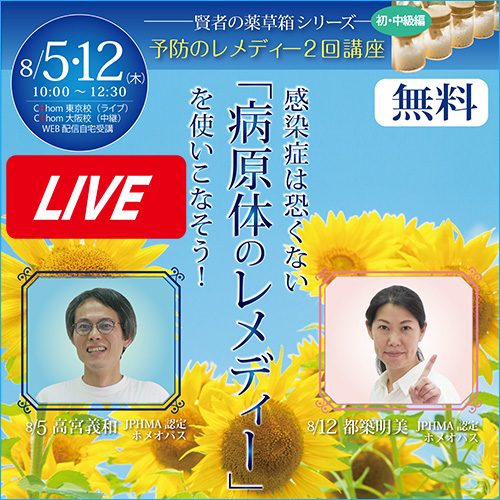 賢者の薬草箱シリーズ
初・中級編
予防のレメディー2回講座
8/5・12(木)
10:00~12:30
CHhom 東京校(ライブ)
CHhom 大阪校(中継)
WEB 配信自宅受講
無料
LIVE
感染症は恐くない
「病原体のレメディー」
を使いこなそう!
8/5 高宮義和 JPHMA 認定
ホメオパス
8/12 都築明美 JPHMA 認定
ホメオパス